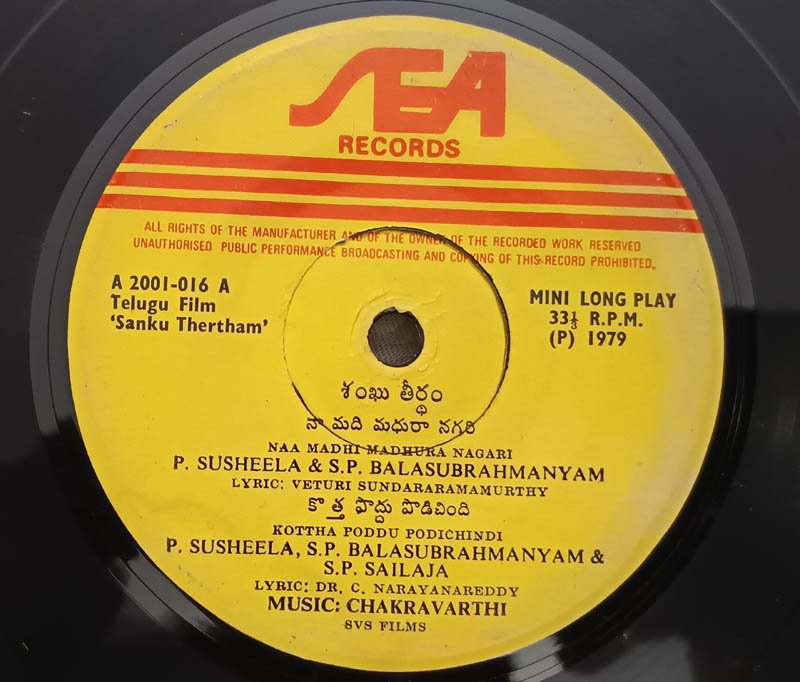 SEA
RECORDS
ALL RIGHTS OF THE MANUFACTURER AND OF THE OWNER OF THE RECORDED WORK RESERVED
UNAUTHORISED PUBLIC PERFORMANCE BROADCASTING AND COPYING OF THIS RECORD PROHIBITED.
A 2001-016 A
Telugu Film
'Sanku Thertham'
MINI LONG PLAY
33⅓ R.P.M.
(P) 1979
శంఖు తీర్థం
నా మది మధురా నగరి
NAA MADHI MADHURA NAGARI
P. SUSHEELA & S.P. BALASUBRAHMANYAM
LYRIC: VETURI SUNDARARAMAMURTHY
కొత్త పొద్దు పొడిచింది
KOTTHA PODDU PODICHINDI
P. SUSHEELA, S.P. BALASUBRAHMANYAM &
S.P. SAILAJA
LYRIC: DR. C. NARAYANAREDDY
MUSIC: CHAKRAVARTHI
SVS FILMS